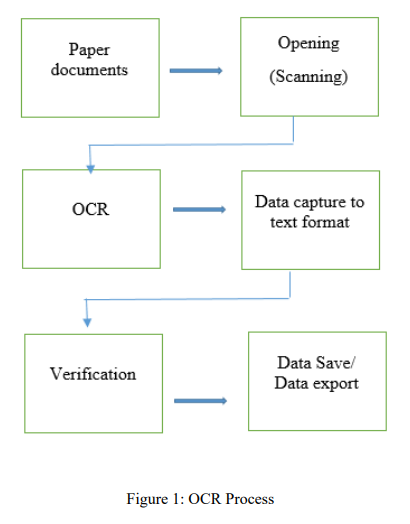 Paper
documents
Opening
(Scanning)
OCR
Data capture to
text format
Verification
Data Save/
Data export
Figure 1: OCR Process